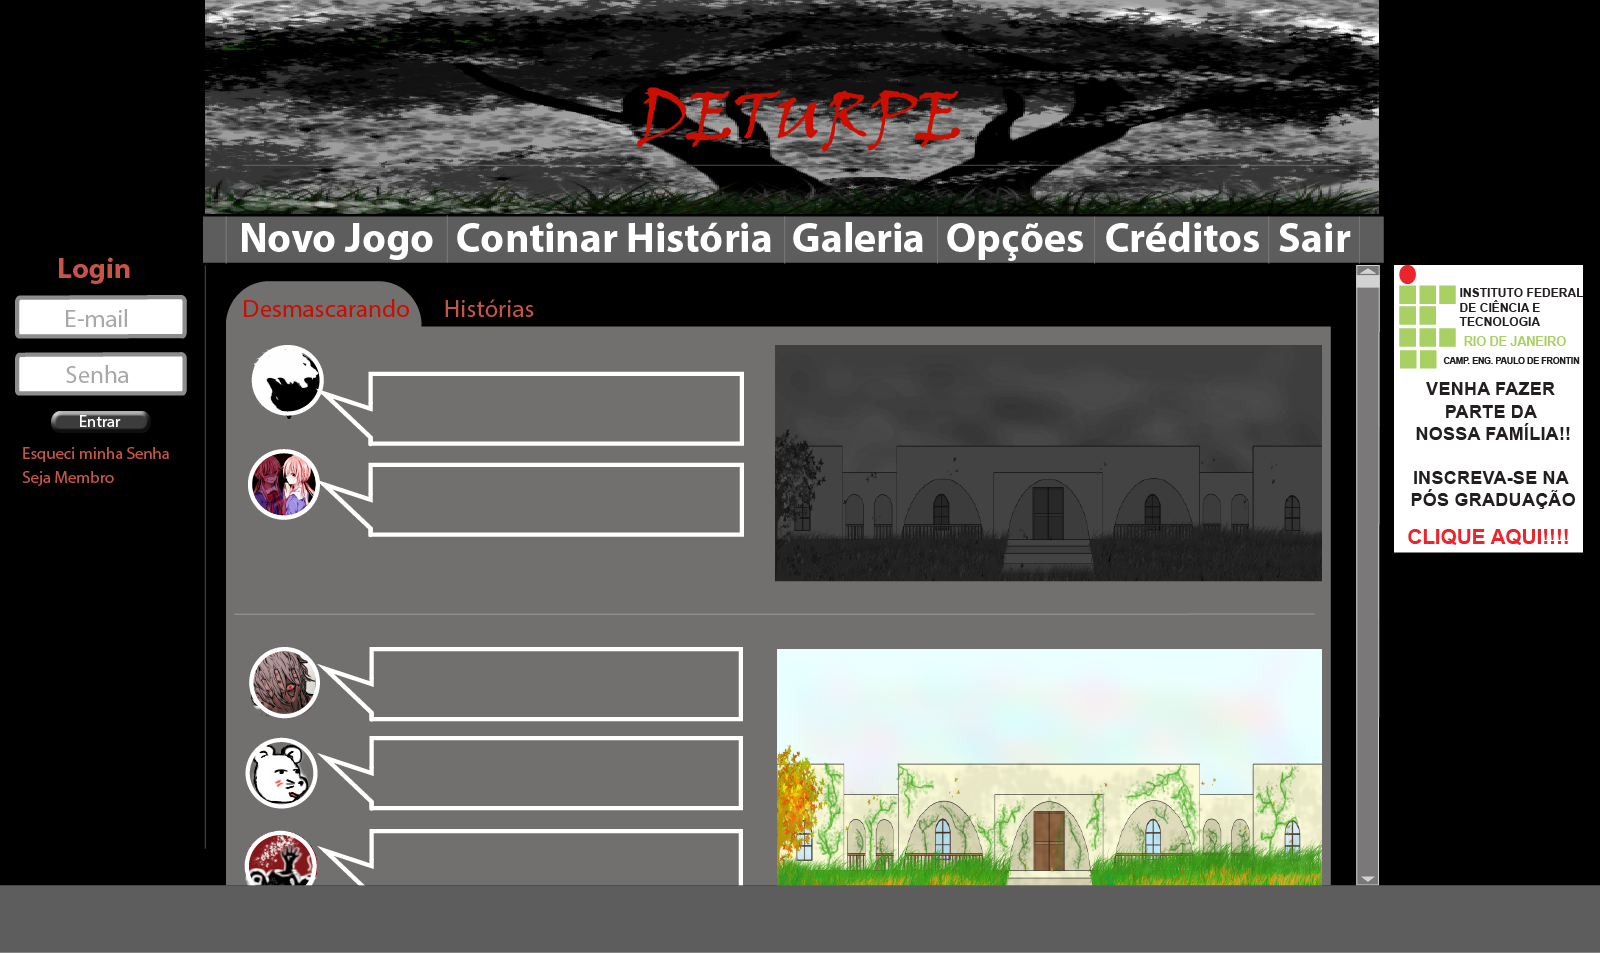 DETURPE
Novo Jogo
Continar História
Galeria
Opções
Créditos
Sair
Login
E-mail
Senha
Entrar
Esqueci minha Senha
Seja Membro
Desmascarando
Histórias
INSTITUTO FEDERAL
DE CIÊNCIA E
TECNOLOGIA
RIO DE JANEIRO
CAMP. ENG. PAULO DE FRONTIN
VENHA FAZER
PARTE DA
NOSSA FAMÍLIA!!
INSCREVA-SE NA
PÓS GRADUAÇÃO
CLIQUE AQUI!!!!